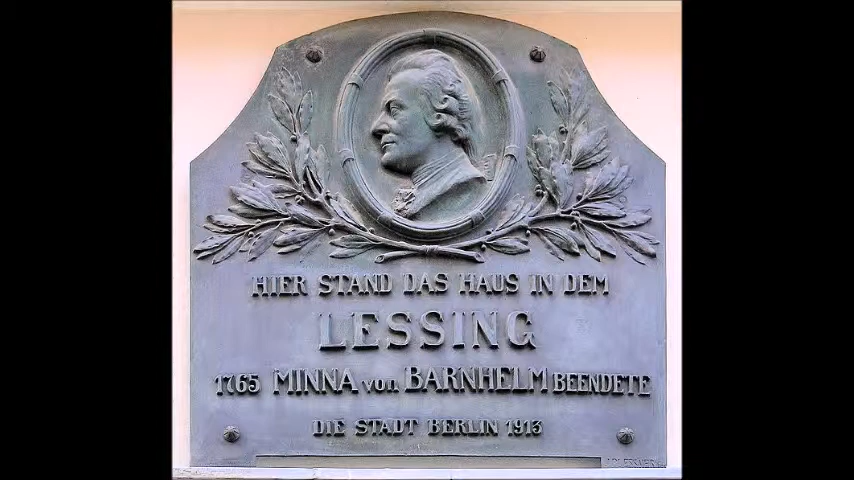 HIER STAND DAS HAUS IN DEM
LESSING
1765 MINNA von BARNHELM BEENDETE
DIE STADT BERLIN 1913